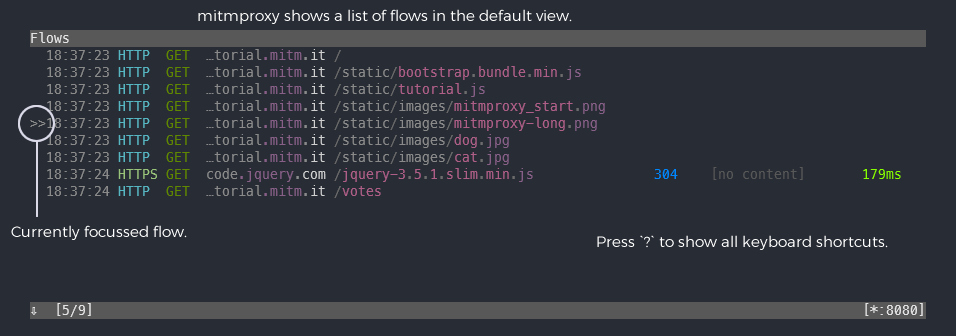 mitmproxy shows a list of flows in the default view.
Flows
18:37:23 HTTP GET …torial.mitm.it /
18:37:23 HTTP GET …torial.mitm.it /static/bootstrap.bundle.min.js
18:37:23 HTTP GET …torial.mitm.it /static/tutorial.js
18:37:23 HTTP GET …torial.mitm.it /static/images/mitmproxy_start.png
>>18:37:23 HTTP GET …torial.mitm.it /static/images/mitmproxy-long.png
18:37:23 HTTP GET …torial.mitm.it /static/images/dog.jpg
18:37:23 HTTP GET …torial.mitm.it /static/images/cat.jpg
18:37:24 HTTPS GET code.jquery.com /jquery-3.5.1.slim.min.js 304 [no content] 179ms
18:37:24 HTTP GET …torial.mitm.it /votes
Currently focussed flow.
Press `?` to show all keyboard shortcuts.
⇩ [5/9] [*:8080]